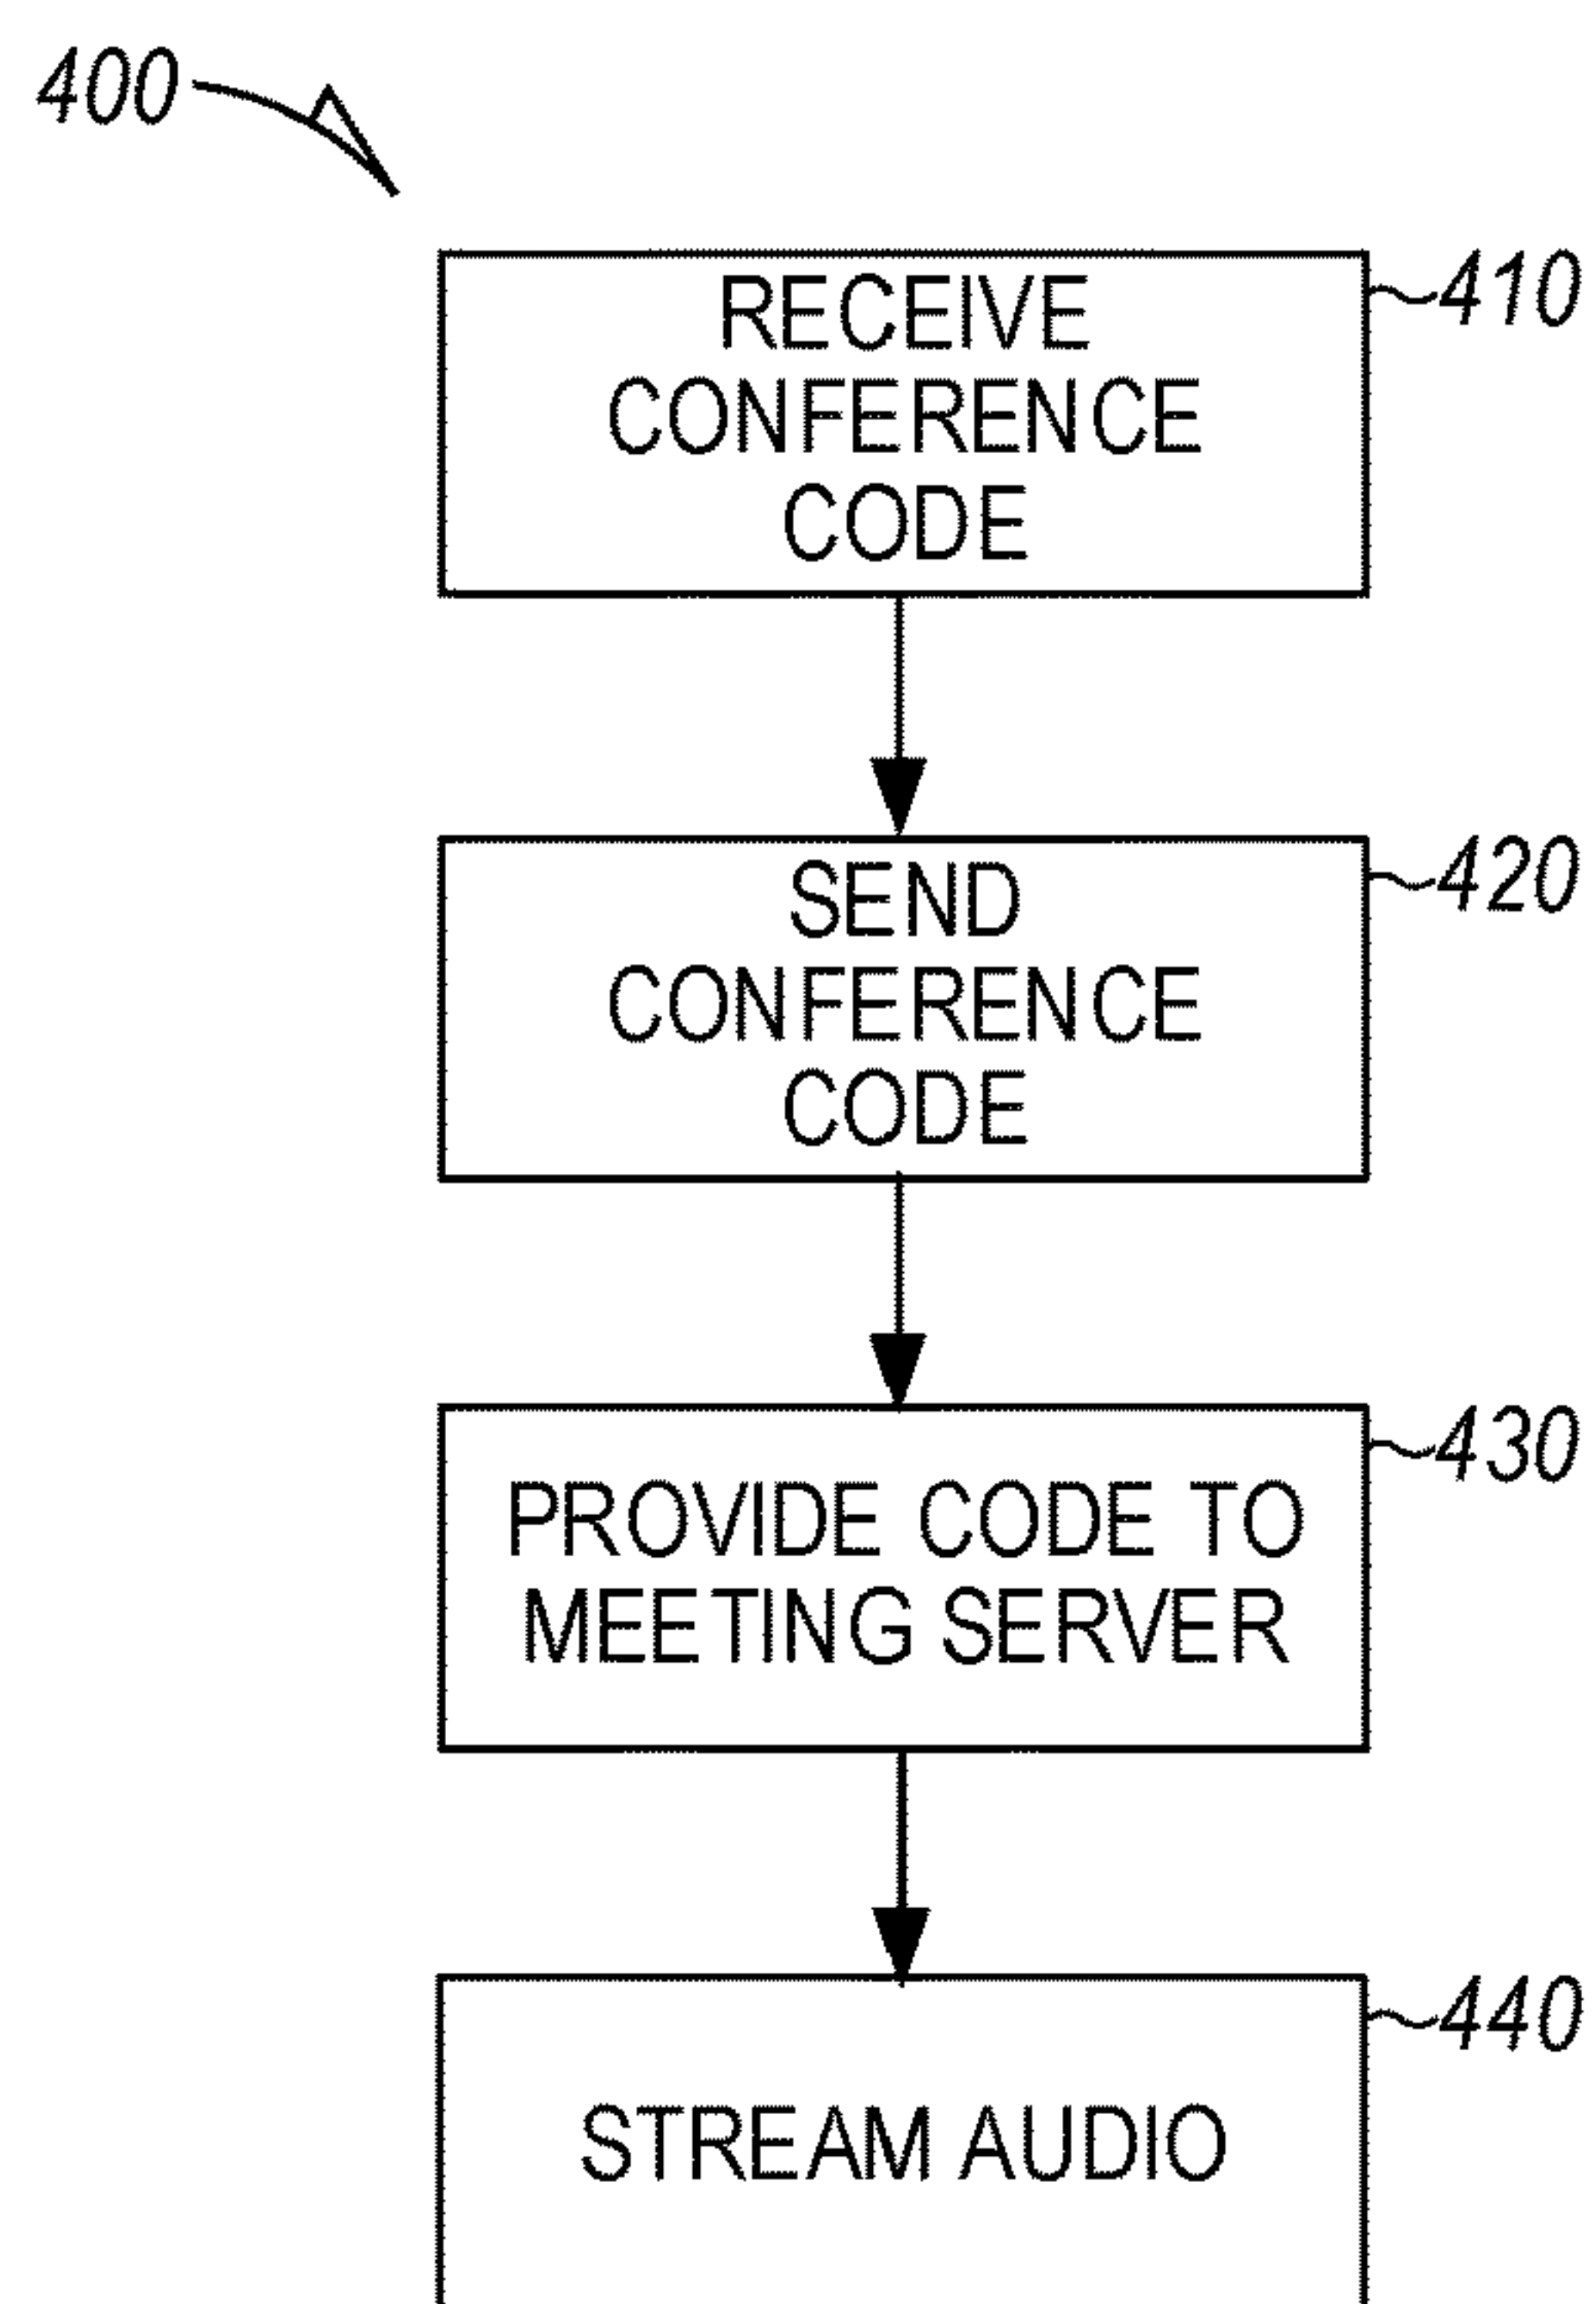 400
RECEIVE
CONFERENCE
CODE
410
SEND
CONFERENCE
CODE
420
PROVIDE CODE TO
MEETING SERVER
430
STREAM AUDIO
440